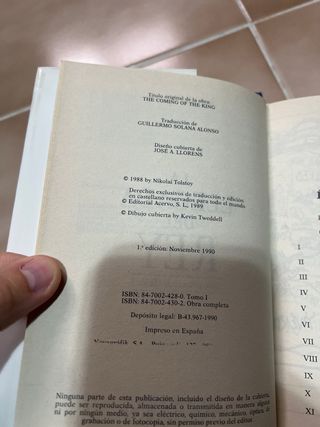 Título original de la obra:
THE COMING OF THE KING
Traducción de
GUILLERMO SOLANA ALONSO
Diseño cubierta de
JOSÉ A. LLORENS
© 1988 by Nikolai Tolstoy
Derechos exclusivos de traducción y edición
en castellano reservados para todo el mundo.
© Editorial Acervo, S. L., 1989.
© Dibujo cubierta by Kevin Tweddell
1.ª edición: Noviembre 1990
ISBN: 84-7002-428-0. Tomo I
ISBN: 84-7002-430-2. Obra completa
Depósito legal: B-43.967-1990
Impreso en España
Ninguna parte de esta publicación, incluido el diseño de la cubierta,
puede ser reproducida, almacenada o transmitida en manera alguna
ni por ningún medio, ya sea eléctrico, químico, mecánico, óptico, de
grabación o de fotocopia, sin permiso previo del editor.
I
II
III
IV
V
VI
VII
VIII
IX
X
XI